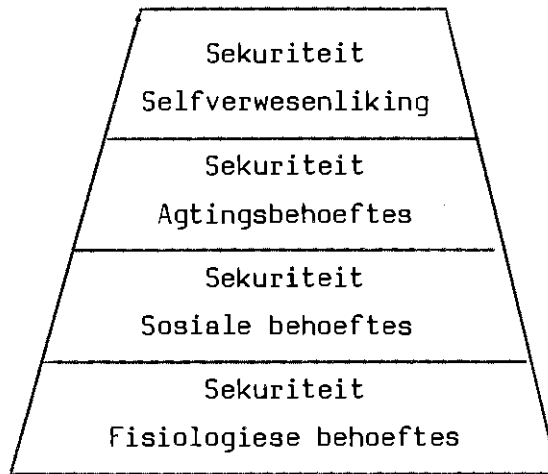 Sekuriteit
Selfverwesenliking
Sekuriteit
Agtingsbehoeftes
Sekuriteit
Sosiale behoeftes
Sekuriteit
Fisiologiese behoeftes